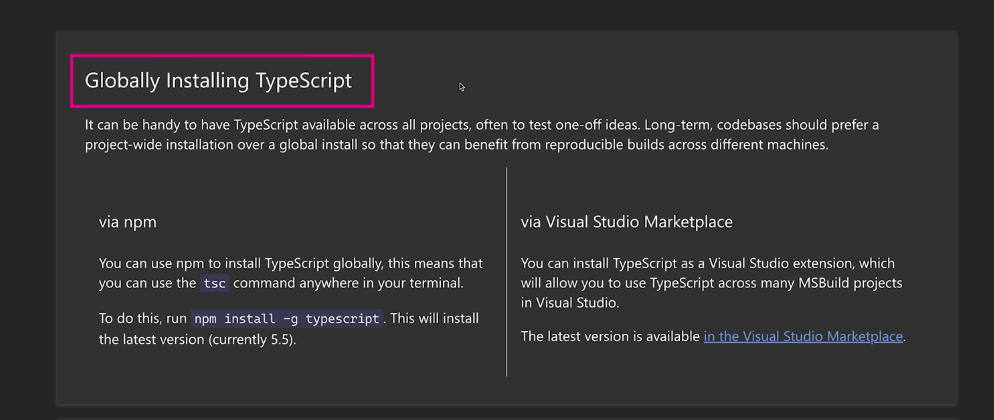 Globally Installing TypeScript
It can be handy to have TypeScript available across all projects, often to test one-off ideas. Long-term, codebases should prefer a
project-wide installation over a global install so that they can benefit from reproducible builds across different machines.
via npm
You can use npm to install TypeScript globally, this means that
you can use the tsc command anywhere in your terminal.
To do this, run npm install -g typescript. This will install
the latest version (currently 5.5).
via Visual Studio Marketplace
You can install TypeScript as a Visual Studio extension, which
will allow you to use TypeScript across many MSBuild projects
in Visual Studio.
The latest version is available in the Visual Studio Marketplace.